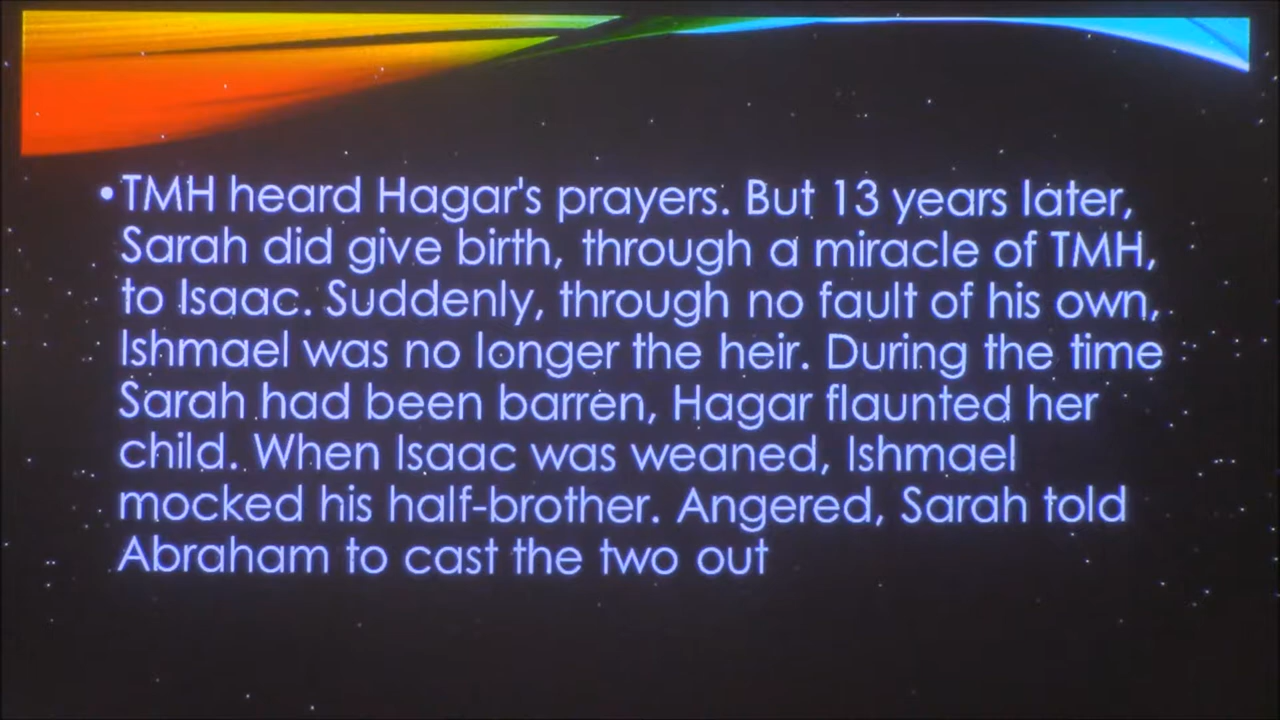 •TMH heard Hagar's prayers. But 13 years later,
Sarah did give birth, through a miracle of TMH,
to Isaac. Suddenly, through no fault of his own,
Ishmael was no longer the heir. During the time
Sarah had been barren, Hagar flaunted her
child. When Isaac was weaned, Ishmael
mocked his half-brother. Angered, Sarah told
Abraham to cast the two out